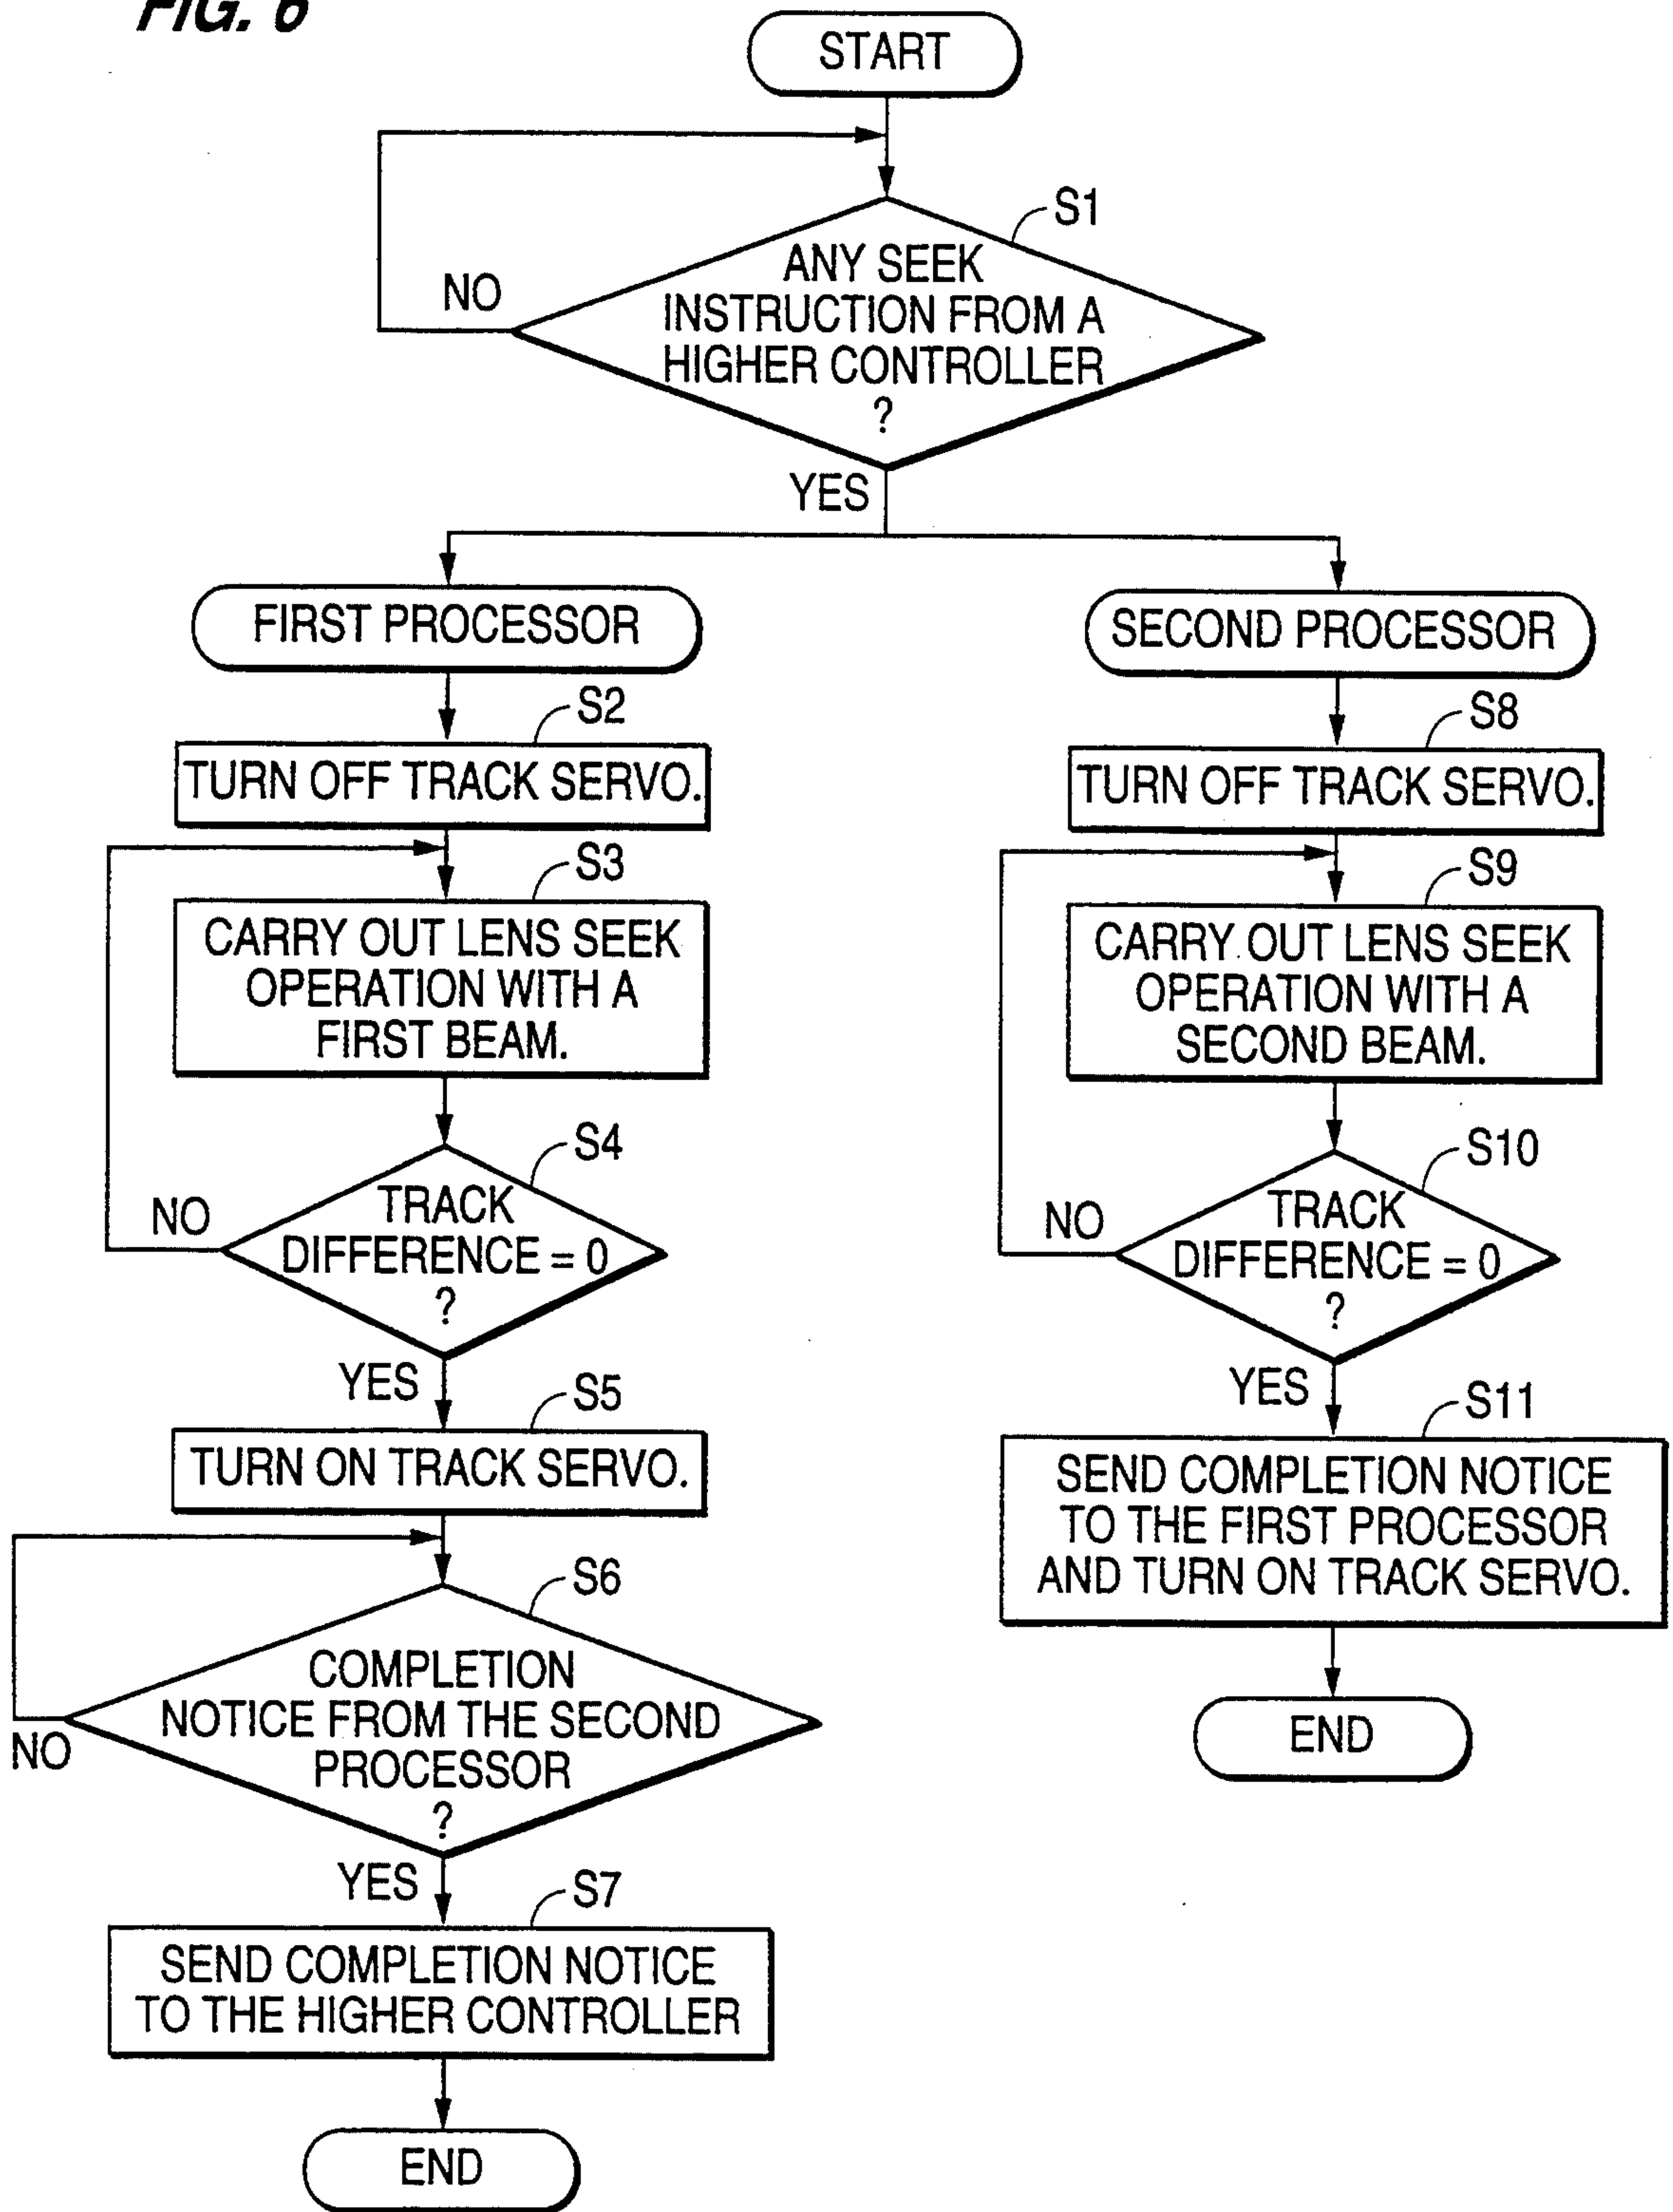 FIG. 6
START
S1
ANY SEEK
INSTRUCTION FROM A
HIGHER CONTROLLER
?
NO
YES
FIRST PROCESSOR
S2
TURN OFF TRACK SERVO.
S3
CARRY OUT LENS SEEK
OPERATION WITH A
FIRST BEAM.
S4
TRACK
DIFFERENCE = 0
?
NO
YES
S5
TURN ON TRACK SERVO.
S6
COMPLETION
NOTICE FROM THE SECOND
PROCESSOR
?
NO
YES
S7
SEND COMPLETION NOTICE
TO THE HIGHER CONTROLLER
END
SECOND PROCESSOR
S8
TURN OFF TRACK SERVO.
S9
CARRY OUT LENS SEEK
OPERATION WITH A
SECOND BEAM.
S10
TRACK
DIFFERENCE = 0
?
NO
YES
S11
SEND COMPLETION NOTICE
TO THE FIRST PROCESSOR
AND TURN ON TRACK SERVO.
END